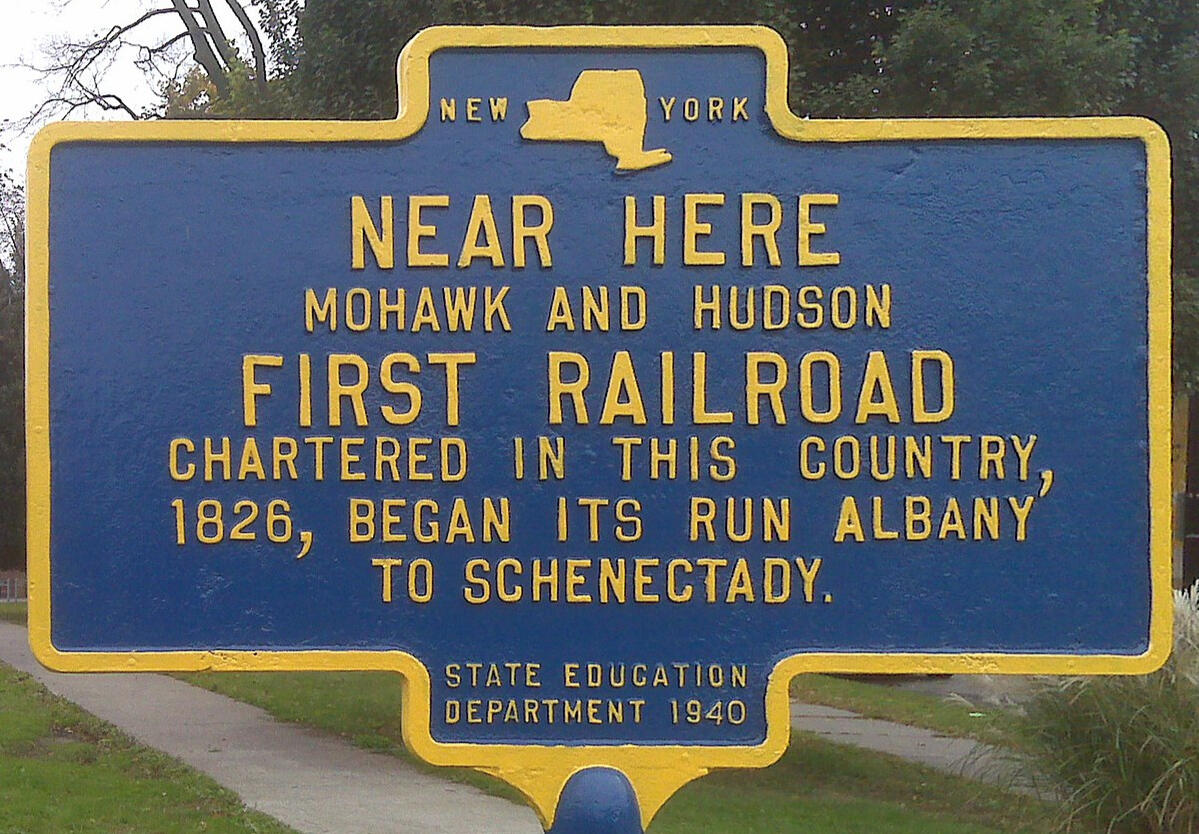 NEW YORK
NEAR HERE
MOHAWK AND HUDSON
FIRST RAILROAD
CHARTERED IN THIS COUNTRY,
1826, BEGAN ITS RUN ALBANY
TO SCHENECTADY.
STATE EDUCATION
DEPARTMENT 1940